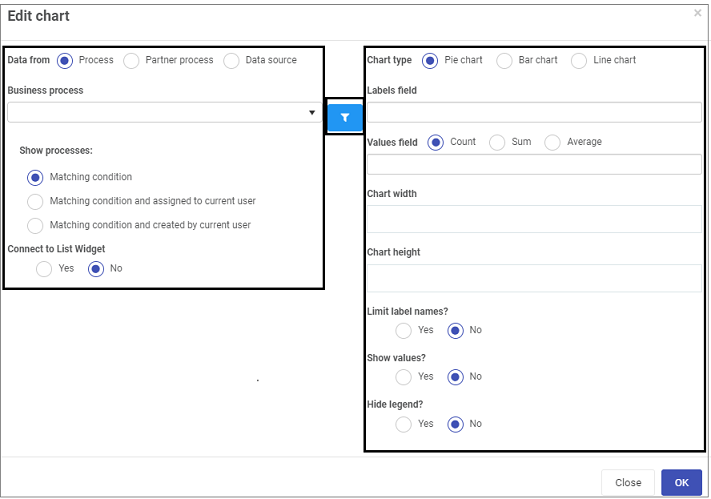 Edit chart
×
Data from Process Partner process Data source
Business process
Show processes:
Matching condition
Matching condition and assigned to current user
Matching condition and created by current user
Connect to List Widget
Yes No
Chart type Pie chart Bar chart Line chart
Labels field
Values field Count Sum Average
Chart width
Chart height
Limit label names?
Yes No
Show values?
Yes No
Hide legend?
Yes No
Close OK